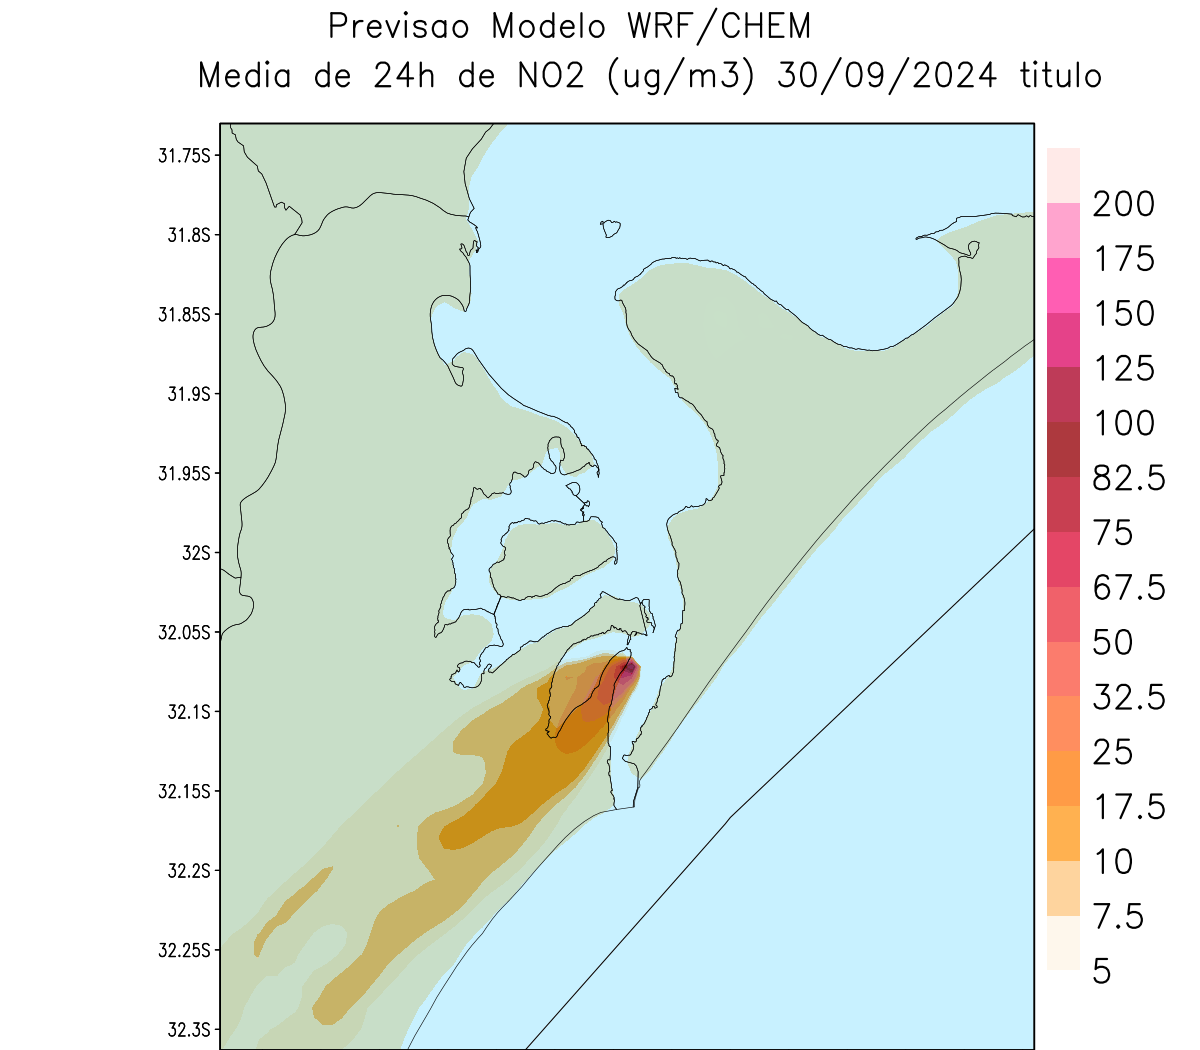 Previsao Modelo WRF/CHEM
Media de 24h de NO2 (ug/m3) 30/09/2024 titulo
31.75S
31.8S
31.85S
31.9S
31.95S
32S
32.05S
32.1S
32.15S
32.2S
32.25S
32.3S
200
175
150
125
100
82.5
75
67.5
50
32.5
25
17.5
10
7.5
5